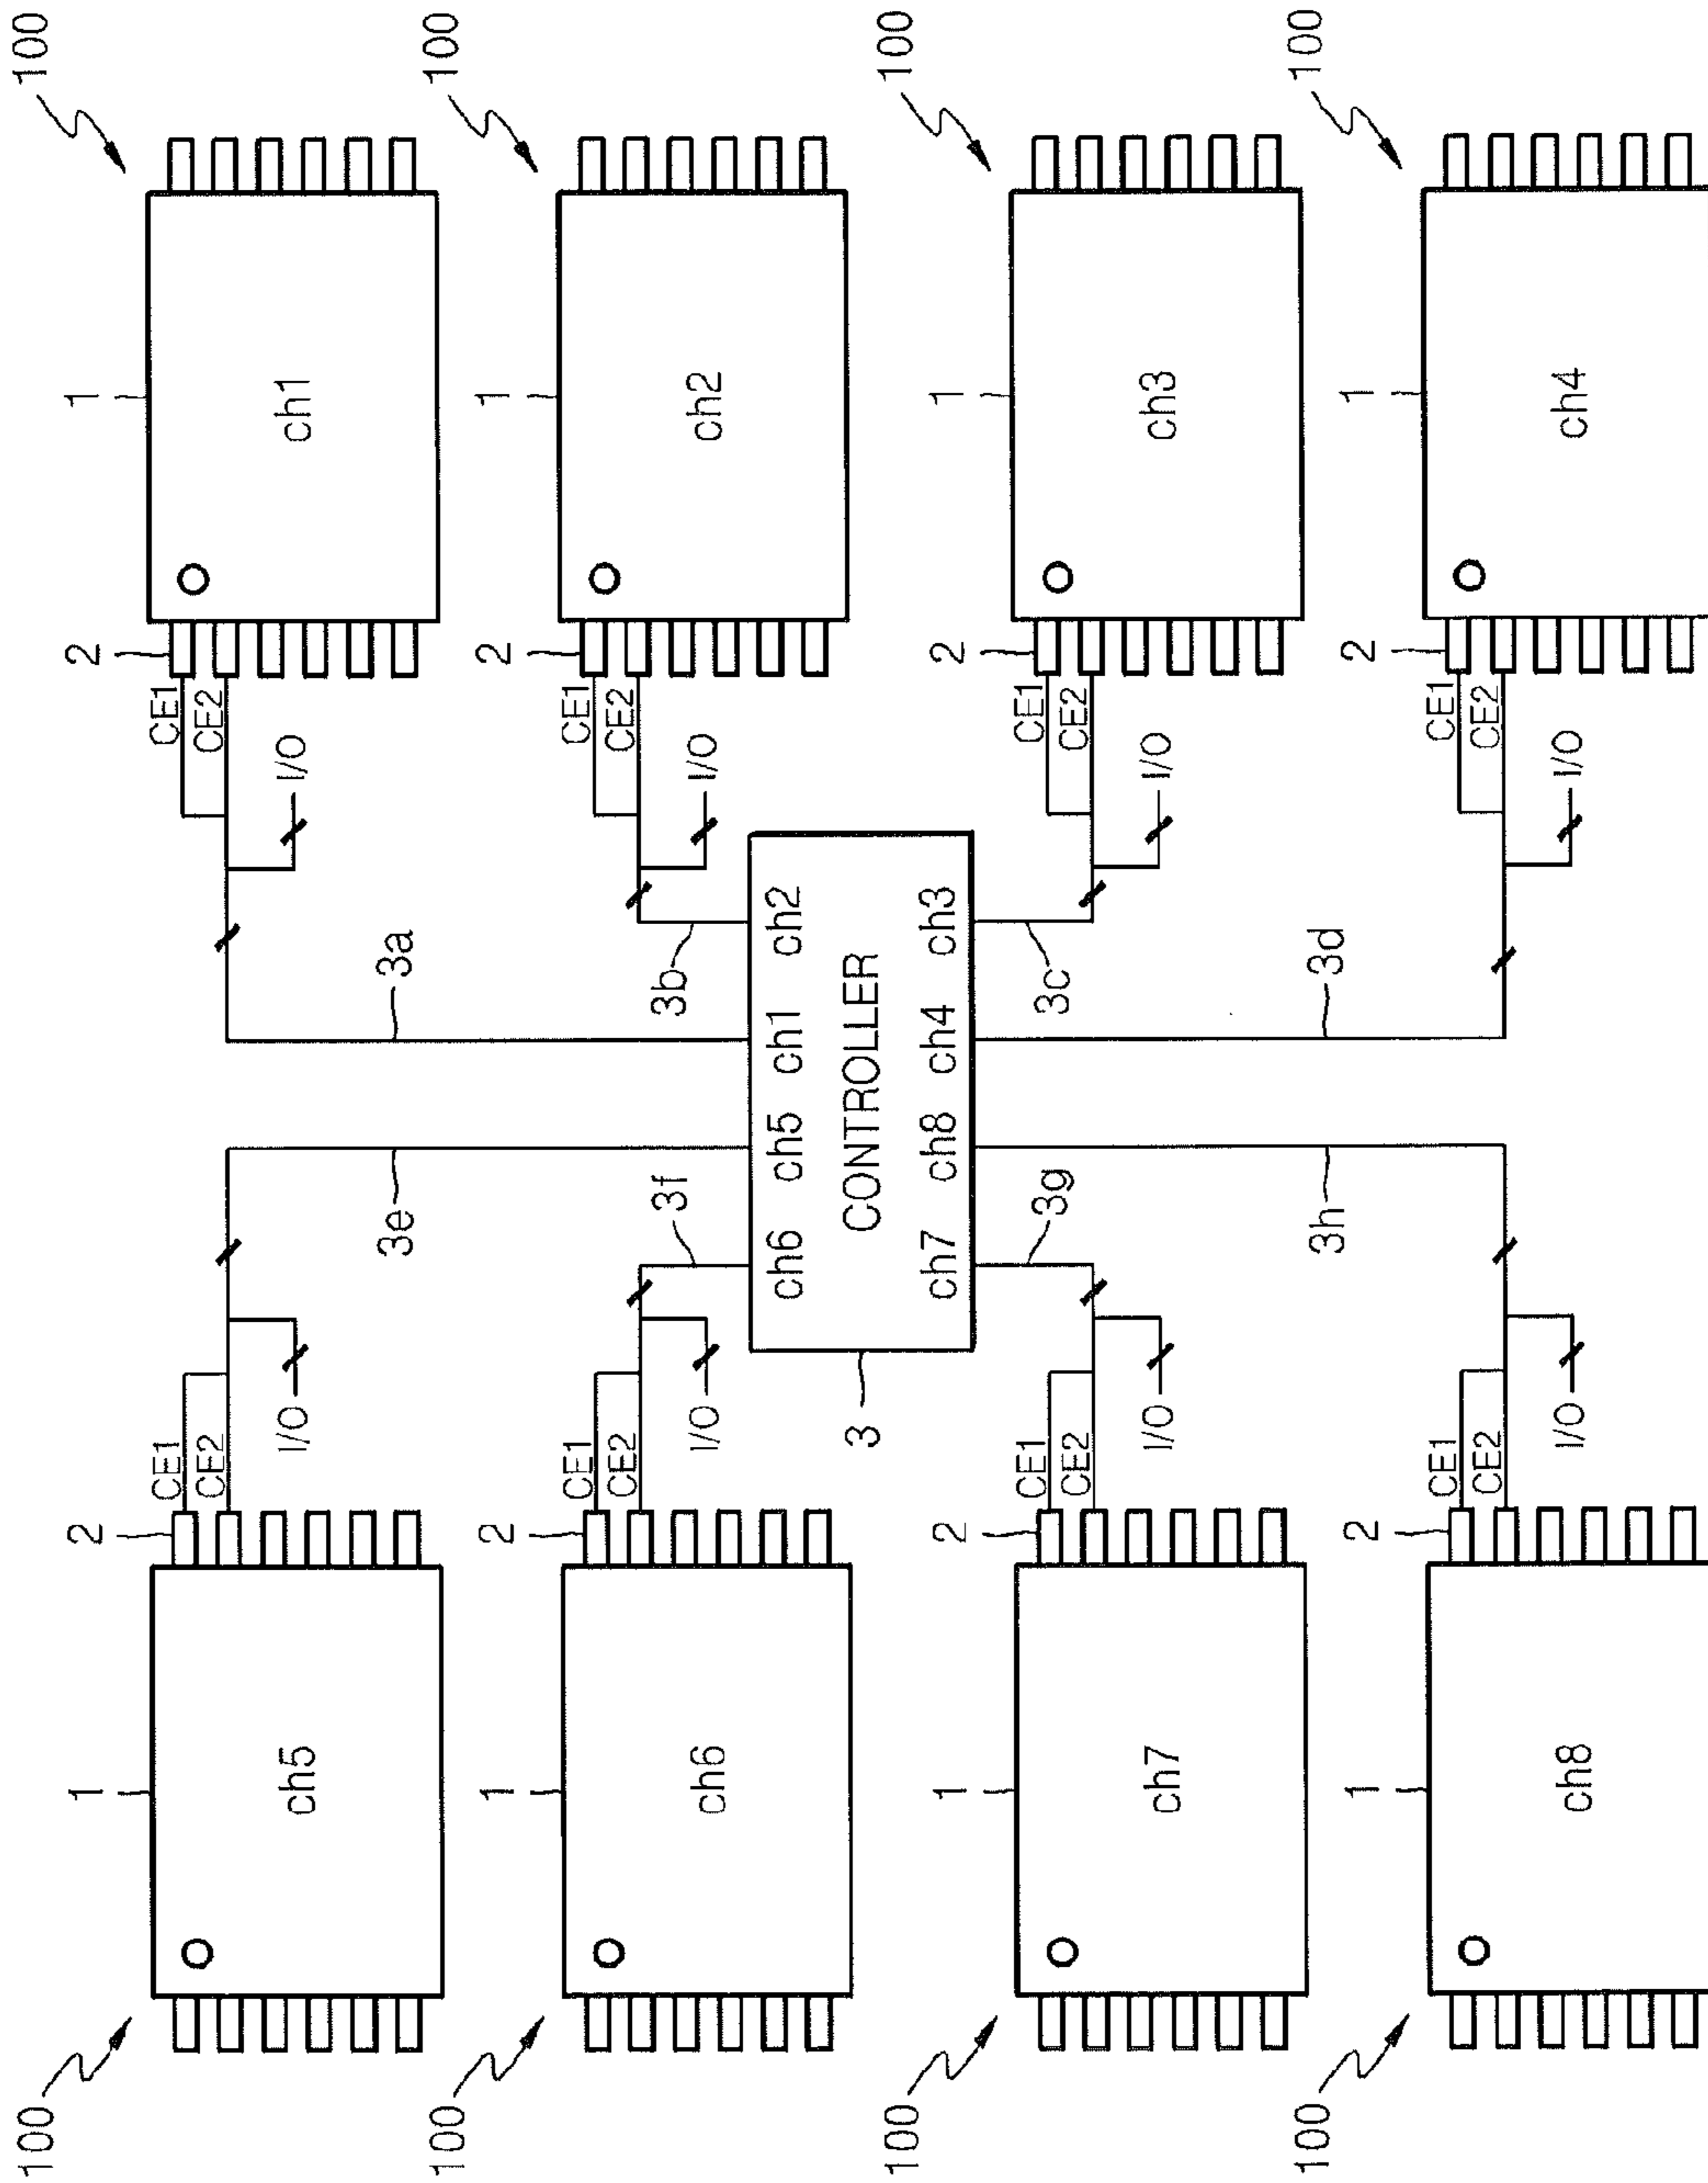 100 100
1 2 2 1
CE1 CE1
CE2 CE2
ch5 I/O I/O ch1
3e 3a
100 100
1 2 2 1
CE1 CE1
CE2 CE2
3f 3b
ch6 I/O I/O ch2
ch6 ch5 ch1 ch2
3 CONTROLLER
100 100
ch7 ch8 ch4 ch3
1 2 2 1
CE1 CE1
3g 3c
CE2 CE2
ch7 I/O I/O ch3
100 100
3h 3d
1 2 2 1
CE1 CE1
CE2 CE2
ch8 I/O I/O ch4